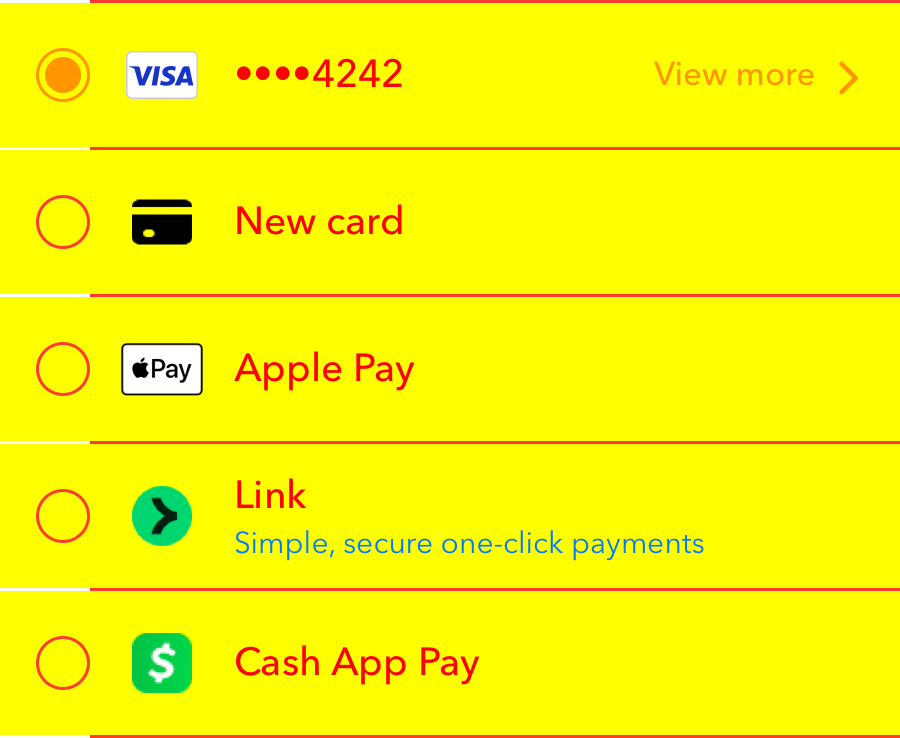 VISA ••••4242 View more
New card
Pay Apple Pay
Link
Simple, secure one-click payments
$ Cash App Pay